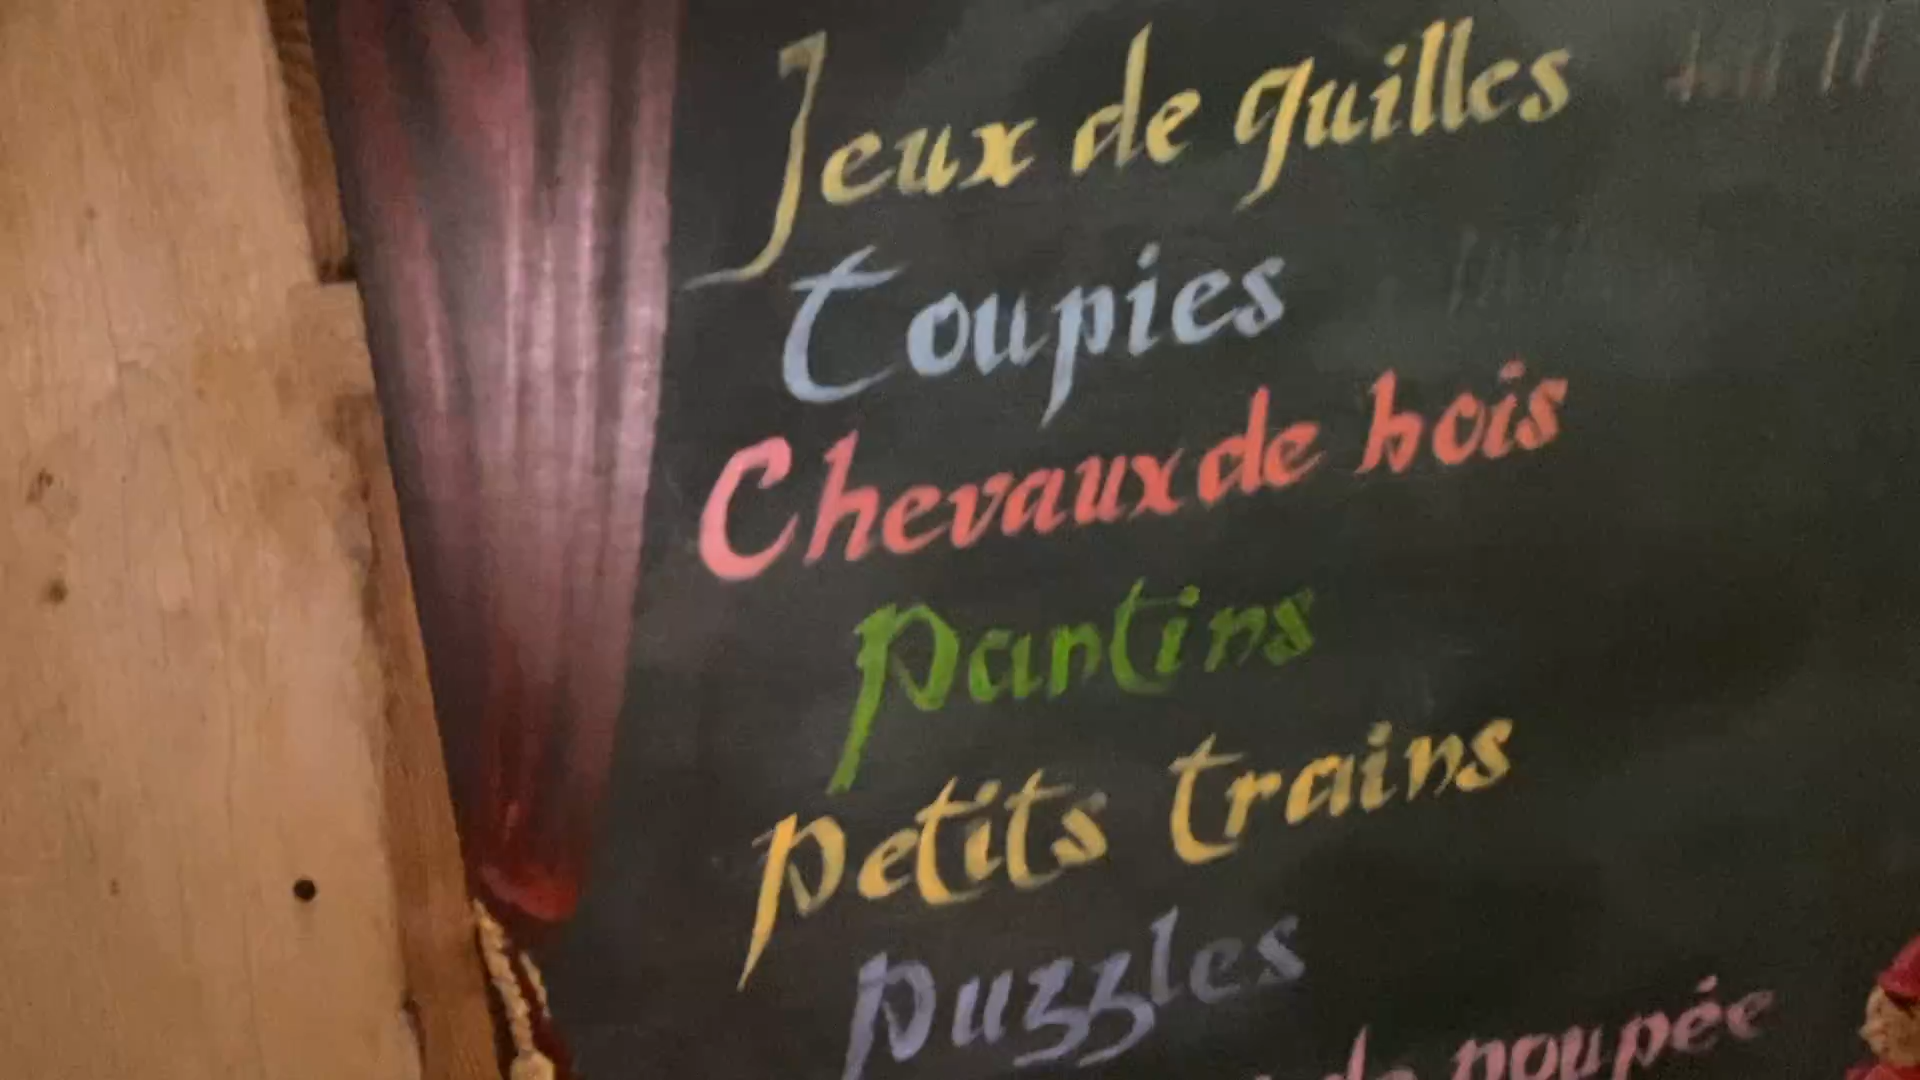 Jeux de quilles
Toupies
Chevaux de bois
Pantins
Petits trains
Puzzles
de poupée